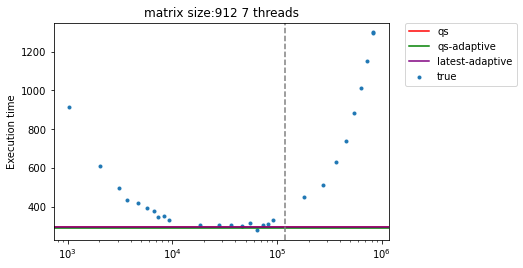 matrix size:912 7 threads
Execution time
1200
1000
800
600
400
10³
10⁴
10⁵
10⁶
qs
qs-adaptive
latest-adaptive
true